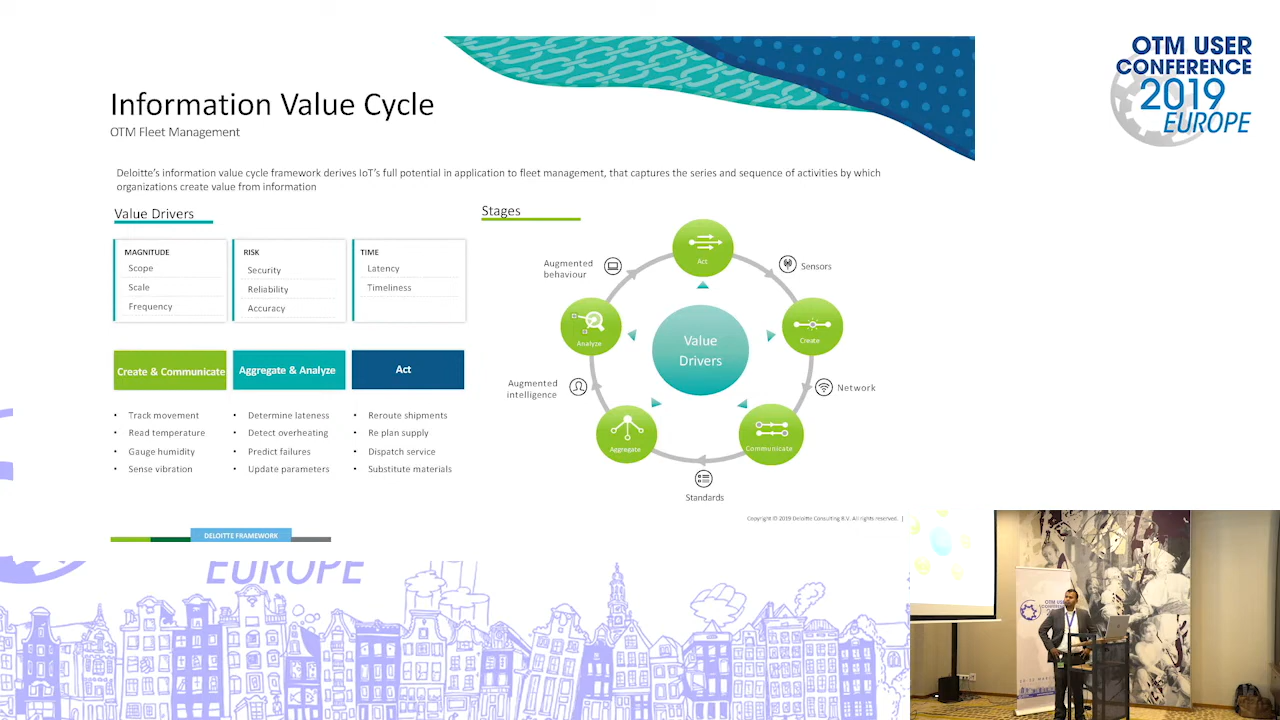 OTM USER
CONFERENCE
2019
EUROPE
Information Value Cycle
OTM Fleet Management
Deloitte's information value cycle framework derives IoT's full potential in application to fleet management, that captures the series and sequence of activities by which
organizations create value from information
Value Drivers
MAGNITUDE
Scope
Scale
Frequency
RISK
Security
Reliability
Accuracy
TIME
Latency
Timeliness
Create & Communicate
Aggregate & Analyze
Act
• Track movement
• Read temperature
• Gauge humidity
• Sense vibration
• Determine lateness
• Detect overheating
• Predict failures
• Update parameters
• Reroute shipments
• Re plan supply
• Dispatch service
• Substitute materials
Stages
Act
Sensors
Create
Network
Communicate
Standards
Aggregate
Augmented
intelligence
Analyze
Augmented
behaviour
Value
Drivers
Copyright © 2019 Deloitte Consulting B.V. All rights reserved. |
DELOITTE FRAMEWORK
EUROPE
OTM USER